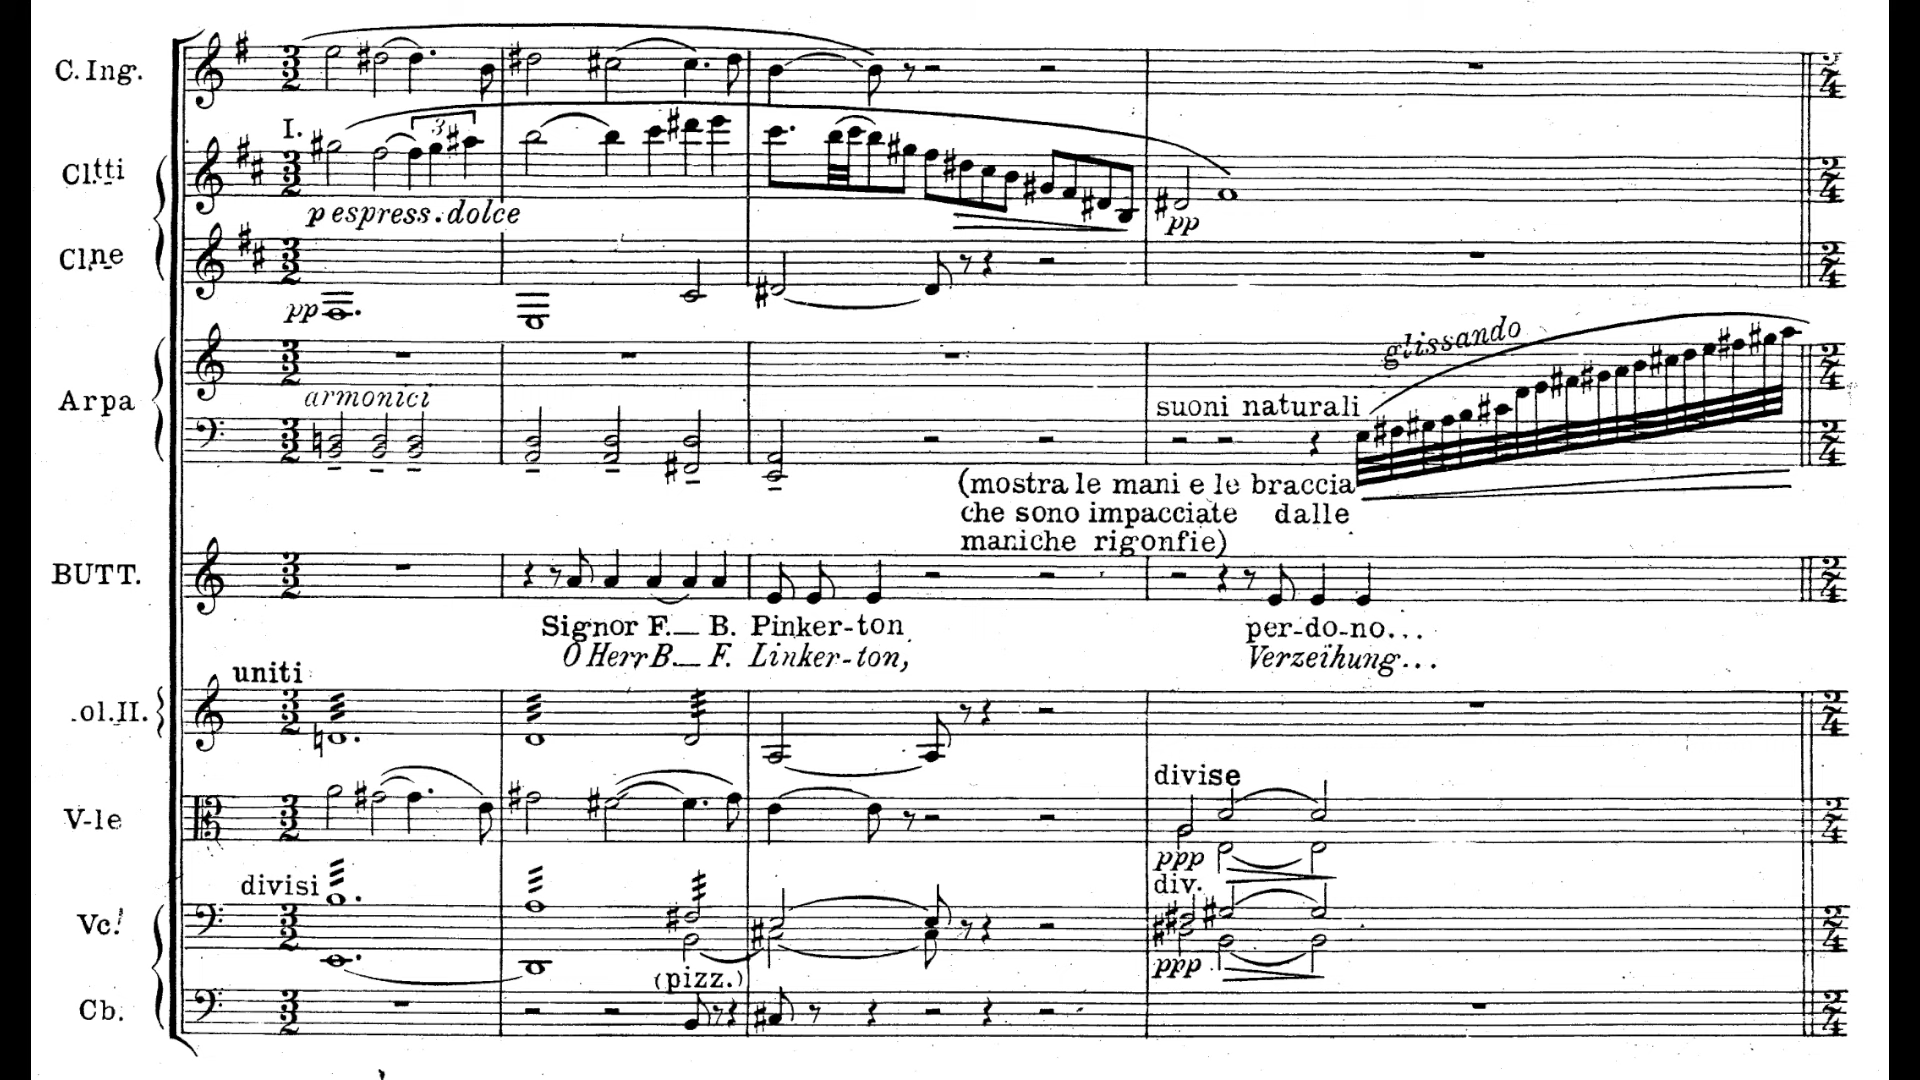 C. Ing.
I.
3
Cl.tti
p espress. dolce
pp
Cl.ne
pp
glissando
Arpa
armonici
suoni naturali
(mostra le mani e le braccia
che sono impacciate dalle
maniche rigonfie)
BUTT.
Signor F. B. Pinker-ton per-do-no...
O Herr B. F. Linker-ton, Verzeihung...
uniti
.ol.II.
divise
V-le
ppp
divisi
div.
Vc.
ppp
(pizz.)
Cb.